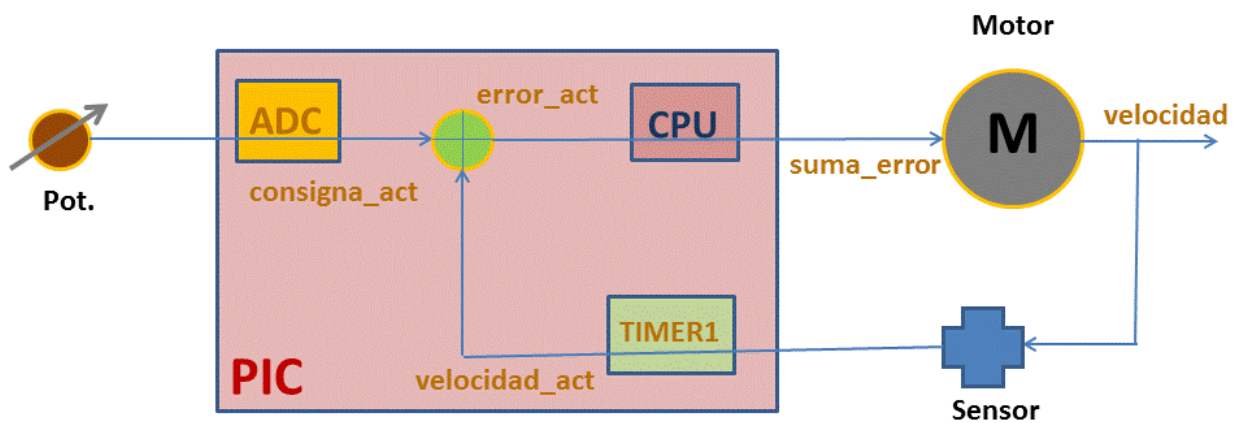 Motor
ADC
error_act
CPU
M
velocidad
consigna_act
suma_error
Pot.
TIMER1
PIC
velocidad_act
Sensor